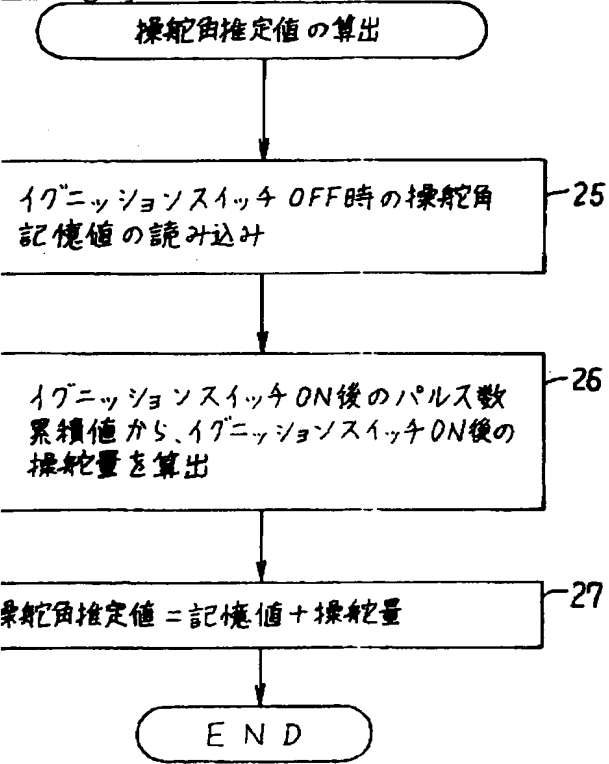 操舵角推定値の算出
イグニッションスイッチOFF時の操舵角
記憶値の読み込み
25
イグニッションスイッチON後のパルス数
累積値から、イグニッションスイッチON後の
操舵量を算出
26
操舵角推定値=記憶値+操舵量
27
END